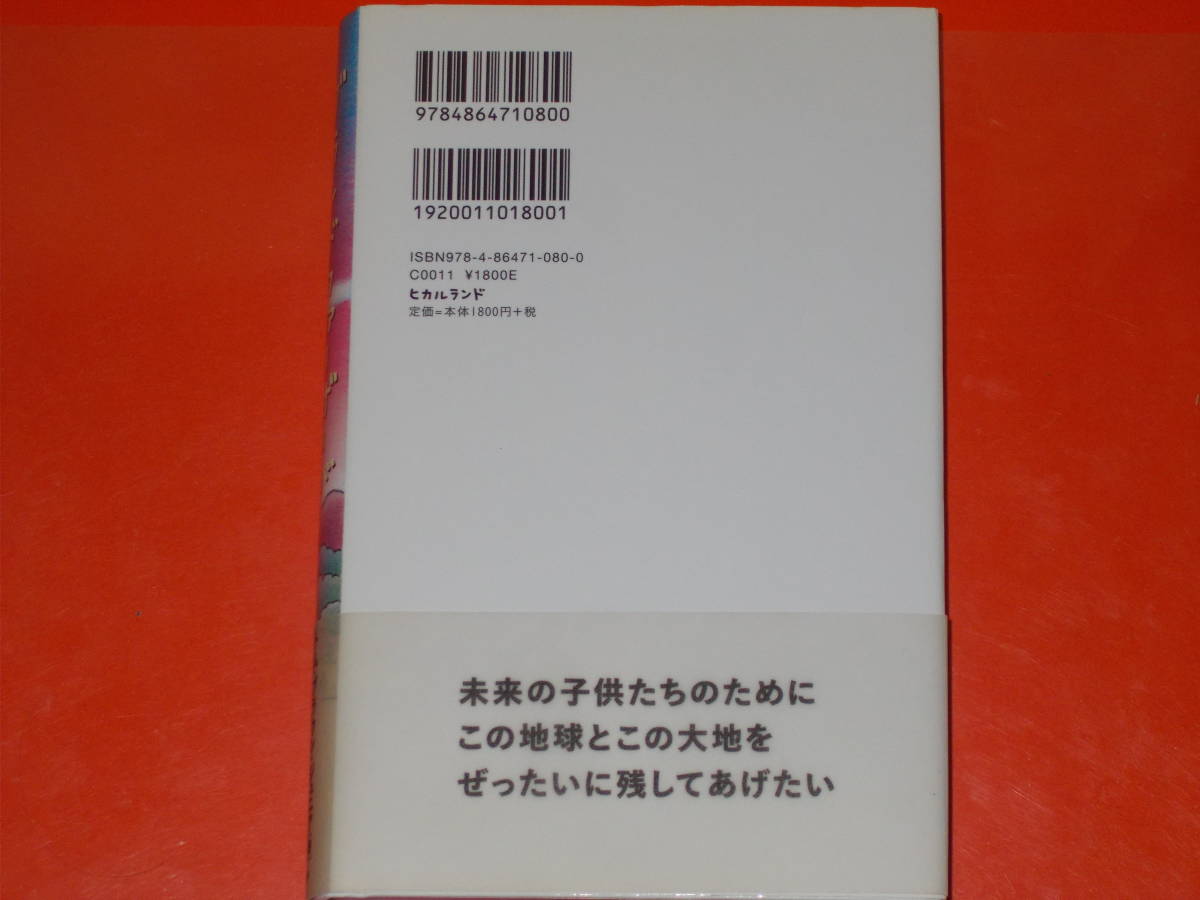 9784864710800
1920011018001
ISBN978-4-86471-080-0
C0011 ¥1800E
ヒカルランド
定価=本体1800円+税
未来の子供たちのために
この地球とこの大地を
ぜったいに残してあげたい